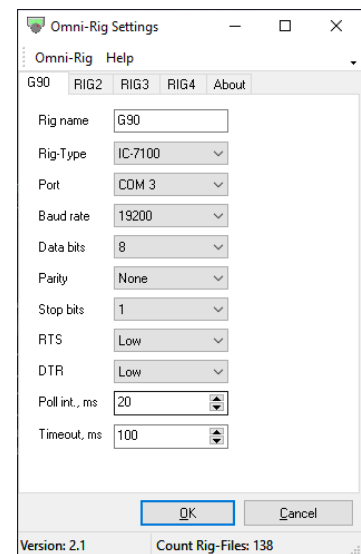 Omni-Rig Settings
Omni-Rig Help
G90 RIG2 RIG3 RIG4 About
Rig name G90
Rig-Type IC-7100
Port COM 3
Baud rate 19200
Data bits 8
Parity None
Stop bits 1
RTS Low
DTR Low
Poll int., ms 20
Timeout, ms 100
OK Cancel
Version: 2.1 Count Rig-Files: 138